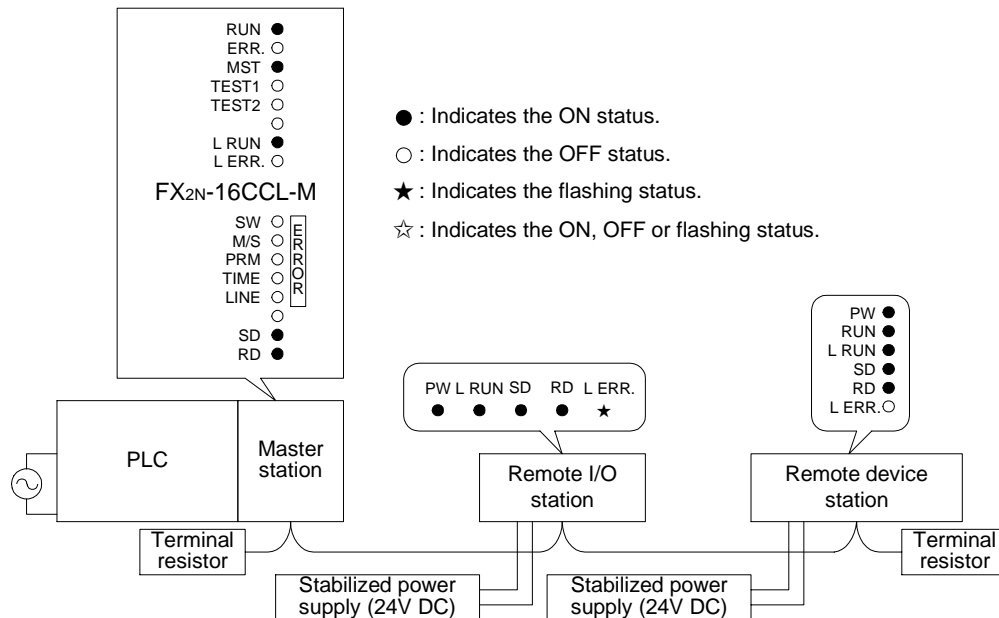 RUN ●
ERR. ○
MST ●
TEST1 ○
TEST2 ○
○
L RUN ●
L ERR. ○
FX2N-16CCL-M
SW ○
M/S ○
PRM ○
TIME ○
LINE ○
ERROR
○
SD ●
RD ●
● : Indicates the ON status.
○ : Indicates the OFF status.
★ : Indicates the flashing status.
☆ : Indicates the ON, OFF or flashing status.
PW L RUN SD RD L ERR.
● ● ● ● ★
PW ●
RUN ●
L RUN ●
SD ●
RD ●
L ERR. ○
PLC
Master
station
Remote I/O
station
Remote device
station
Terminal
resistor
Terminal
resistor
Stabilized power
supply (24V DC)
Stabilized power
supply (24V DC)